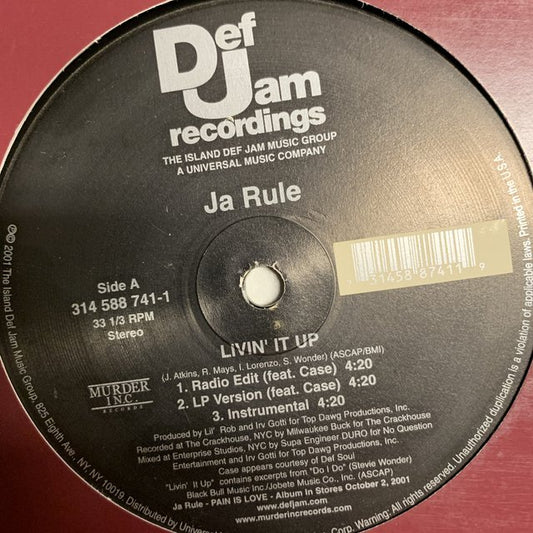 Def
Jam
recordings
THE ISLAND DEF JAM MUSIC GROUP
A UNIVERSAL MUSIC COMPANY
Ja Rule
Side A
314 588 741-1
33 1/3 RPM
Stereo
31458 87411 9
LIVIN' IT UP
(J. Atkins, R. Mays, I. Lorenzo, S. Wonder) (ASCAP/BMI)
1. Radio Edit (feat. Case) 4:20
2. LP Version (feat. Case) 4:20
3. Instrumental 4:20
MURDER
INC.
RECORDS
Produced by Lil' Rob and Irv Gotti for Top Dawg Productions, Inc.
Recorded at The Crackhouse, NYC by Milwaukee Buck for The Crackhouse
Mixed at Enterprise Studios, NYC by Supa Engineer DURO for No Question
Entertainment and Irv Gotti for Top Dawg Productions, Inc.
Case appears courtesy of Def Soul
"Livin' It Up" contains excerpts from "Do I Do" (Stevie Wonder)
Black Bull Music Inc/Jobete Music Co., Inc. (ASCAP)
Ja Rule - PAIN IS LOVE - Album In Stores October 2, 2001
www.defjam.com
www.murderincrecords.com
℗ © 2001 The Island Def Jam Music Group, 825 Eighth Ave., NY, NY 10019. Distributed by Universal
Corp. Warning: All rights reserved. Unauthorized duplication is a violation of applicable laws. Printed in the U.S.A.